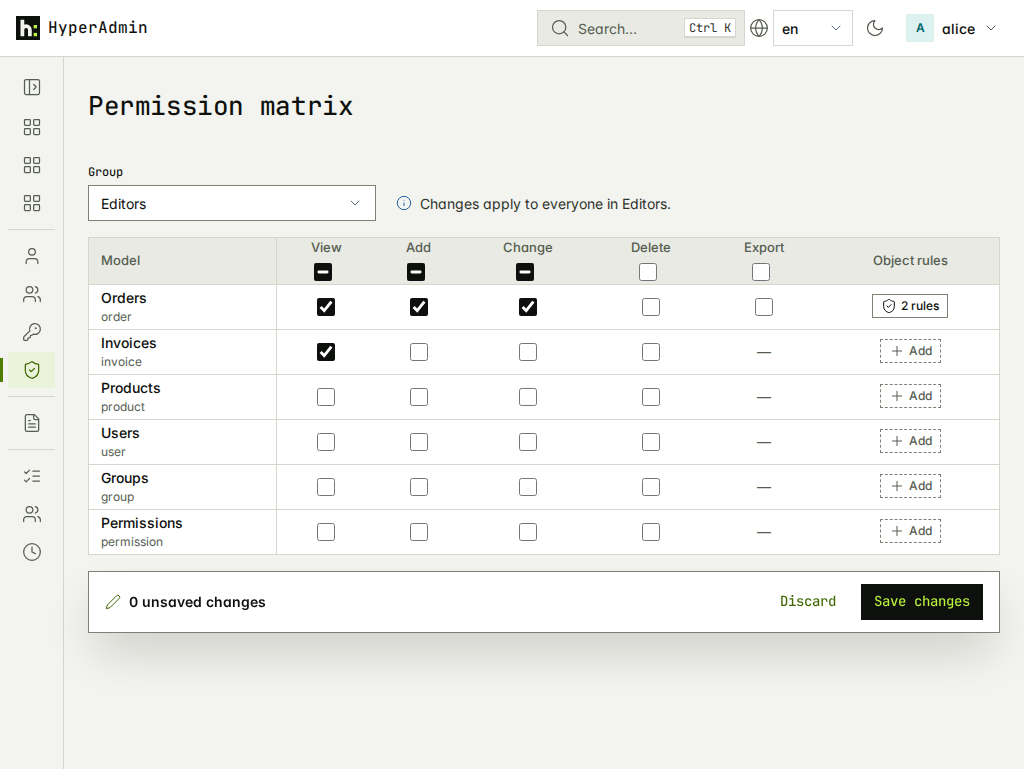 h: HyperAdmin
Search... Ctrl K
en
A alice
Permission matrix
Group
Editors
Changes apply to everyone in Editors.
Model View Add Change Delete Export Object rules
Orders
order
2 rules
Invoices
invoice
— Add
Products
product
— Add
Users
user
— Add
Groups
group
— Add
Permissions
permission
— Add
0 unsaved changes
Discard
Save changes